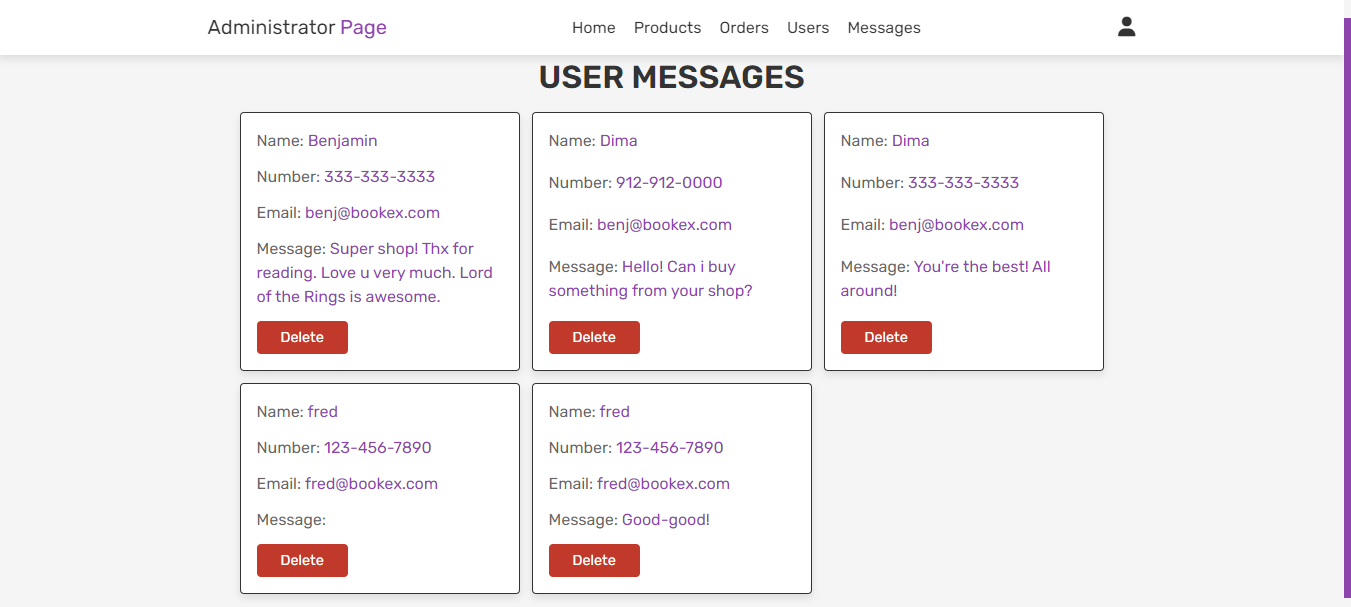 Administrator Page
Home Products Orders Users Messages
USER MESSAGES
Name: Benjamin
Number: 333-333-3333
Email: benj@bookex.com
Message: Super shop! Thx for
reading. Love u very much. Lord
of the Rings is awesome.
Delete
Name: Dima
Number: 912-912-0000
Email: benj@bookex.com
Message: Hello! Can i buy
something from your shop?
Delete
Name: Dima
Number: 333-333-3333
Email: benj@bookex.com
Message: You're the best! All
around!
Delete
Name: fred
Number: 123-456-7890
Email: fred@bookex.com
Message:
Delete
Name: fred
Number: 123-456-7890
Email: fred@bookex.com
Message: Good-good!
Delete